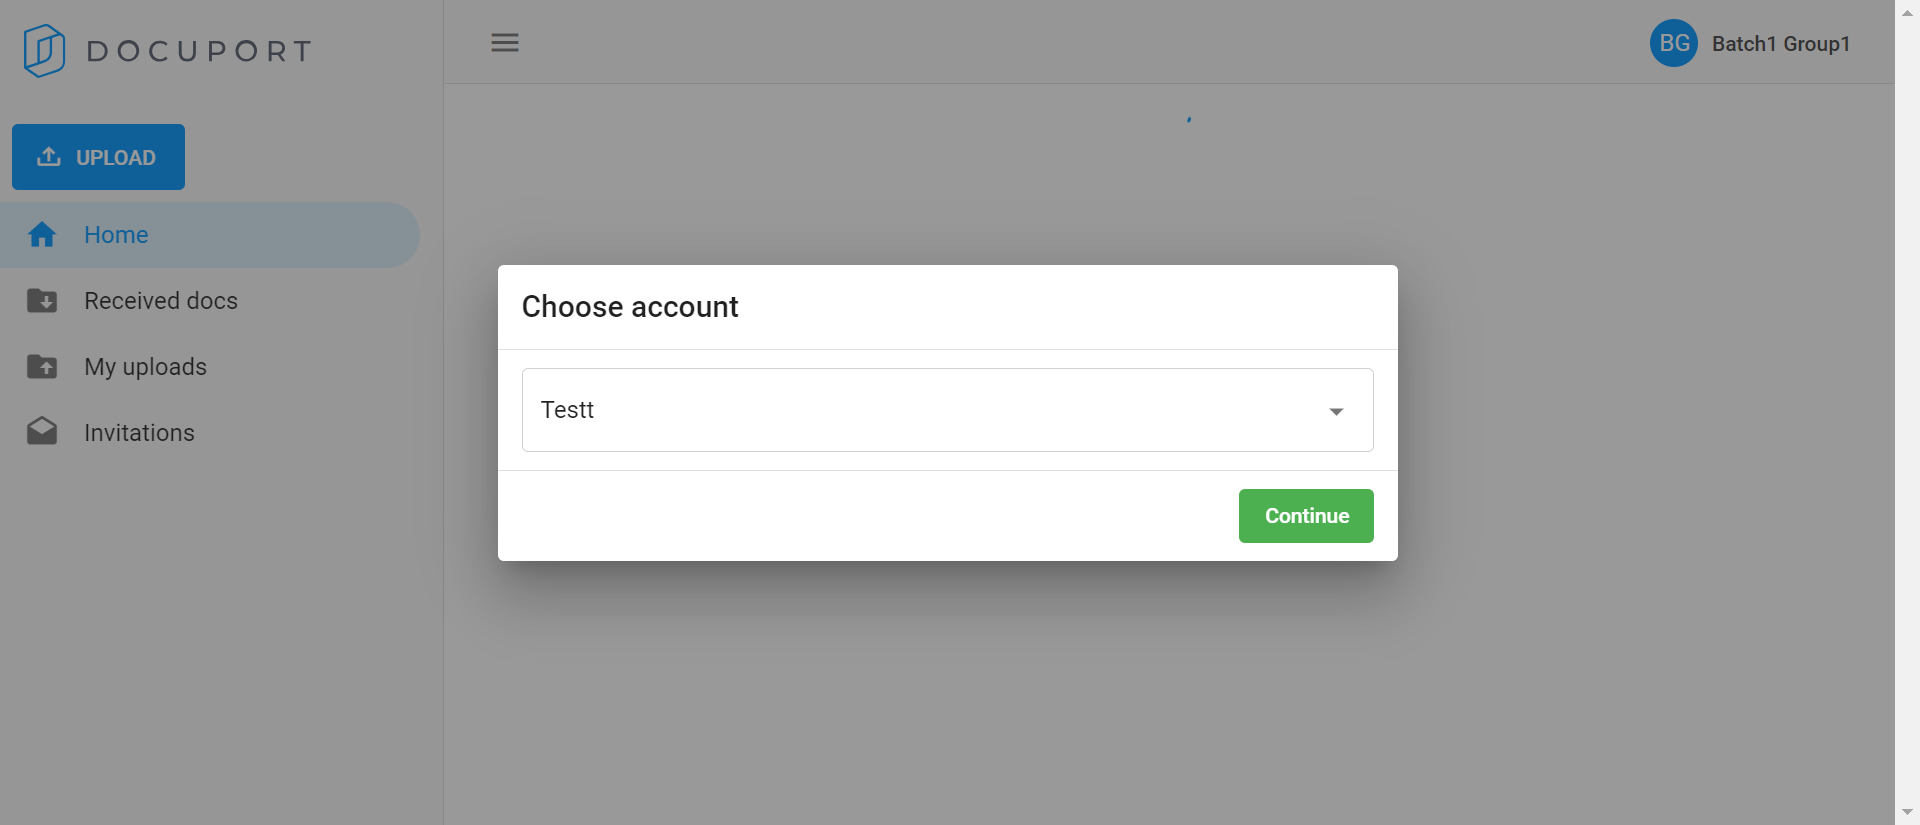 DOCUPORT
BG Batch1 Group1
UPLOAD
Home
Received docs
My uploads
Invitations
Choose account
Testt
Continue